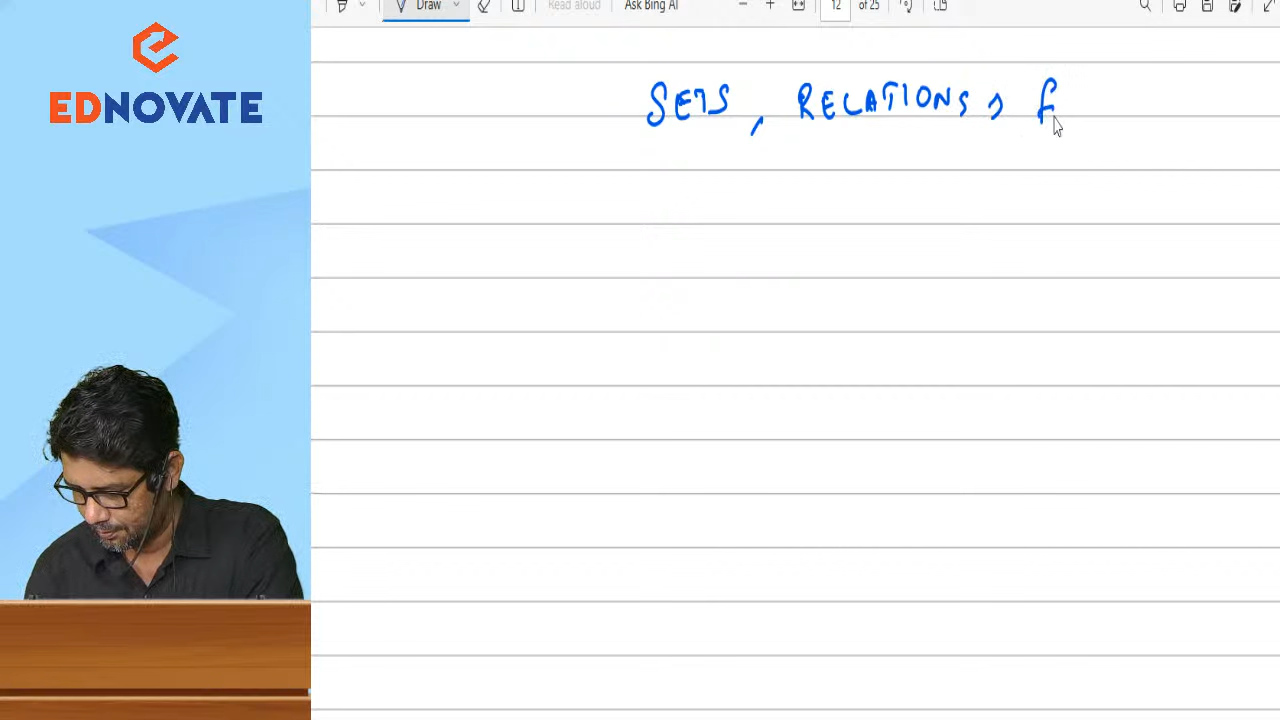 Draw
Read aloud
Ask Bing AI
12 of 25
EDNOVATE
SETS, RELATIONS, F